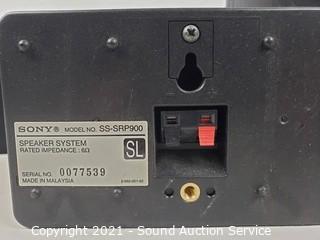 SONY® MODEL NO. SS-SRP900
SPEAKER SYSTEM
RATED IMPEDANCE : 6Ω
SL
SERIAL NO. 0077539
MADE IN MALAYSIA
Copyright 2021 - Sound Auction Service